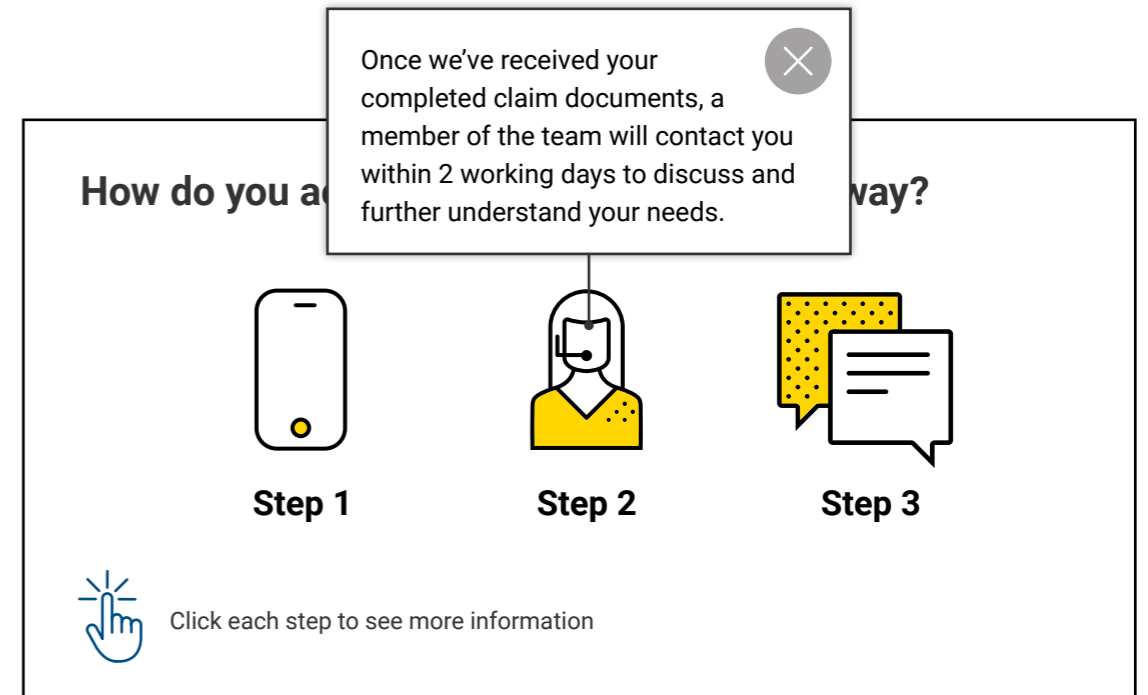 Once we've received your
completed claim documents, a
member of the team will contact you
within 2 working days to discuss and
further understand your needs.
How do you way?
Step 1
Step 2
Step 3
Click each step to see more information